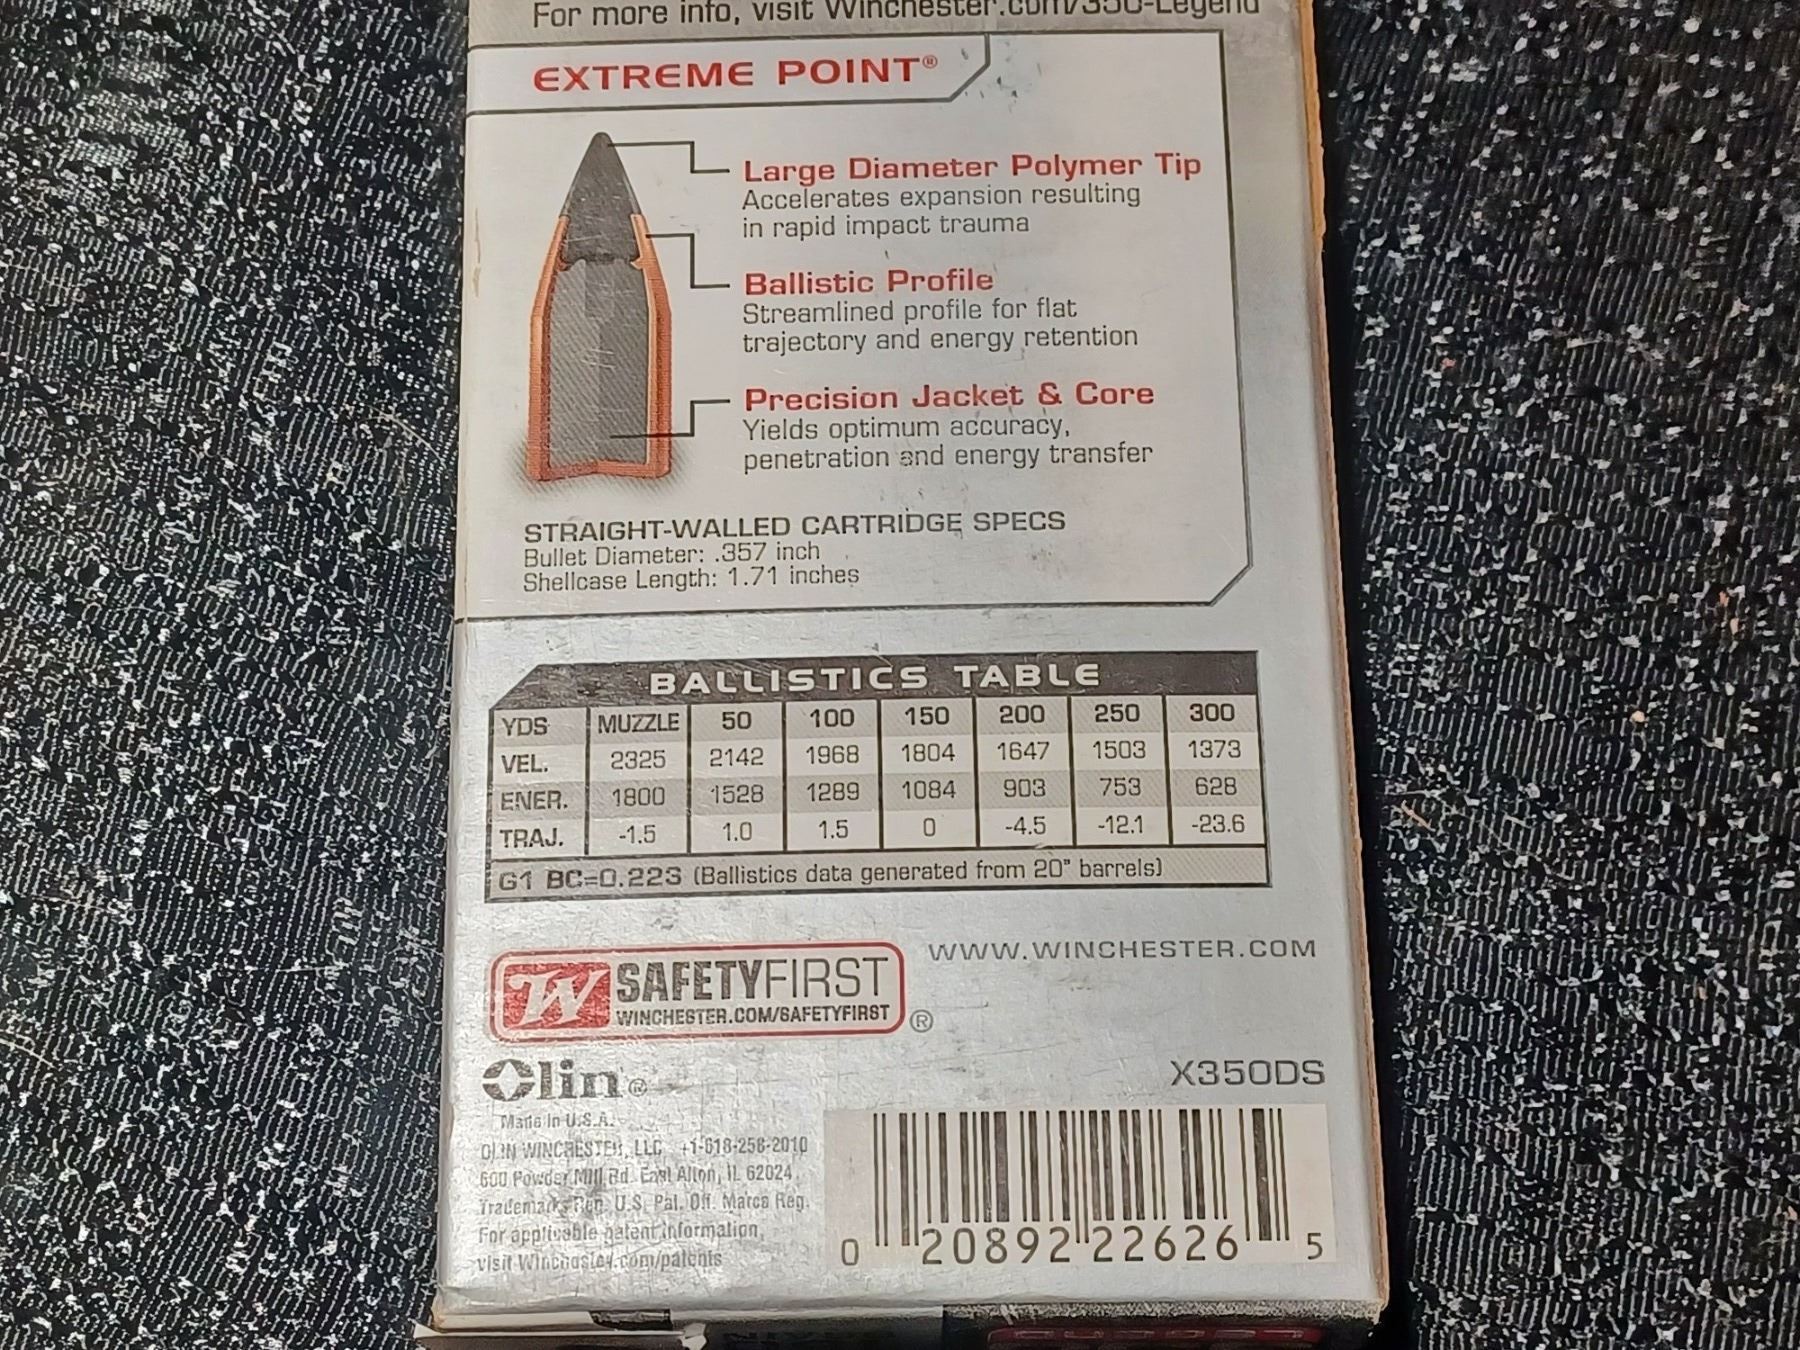 For more info, visit Winchester.com/350-Legend
EXTREME POINT®
Large Diameter Polymer Tip
Accelerates expansion resulting
in rapid impact trauma
Ballistic Profile
Streamlined profile for flat
trajectory and energy retention
Precision Jacket & Core
Yields optimum accuracy,
penetration and energy transfer
STRAIGHT-WALLED CARTRIDGE SPECS
Bullet Diameter: .357 inch
Shellcase Length: 1.71 inches
BALLISTICS TABLE
YDS MUZZLE 50 100 150 200 250 300
VEL. 2325 2142 1968 1804 1647 1503 1373
ENER. 1800 1528 1289 1084 903 753 628
TRAJ. -1.5 1.0 1.5 0 -4.5 -12.1 -23.6
G1 BC=0.223 (Ballistics data generated from 20" barrels)
WWW.WINCHESTER.COM
W SAFETYFIRST
WINCHESTER.COM/SAFETYFIRST ®
Olin®
X350DS
Made in U.S.A.
OLIN WINCHESTER, LLC +1-618-258-2010
600 Powder Mill Rd. East Alton, IL 62024
Trademarks Reg. U.S. Pat. Off. Marca Reg.
For applicable patent information,
visit Winchester.com/patents
0 20892 22626 5